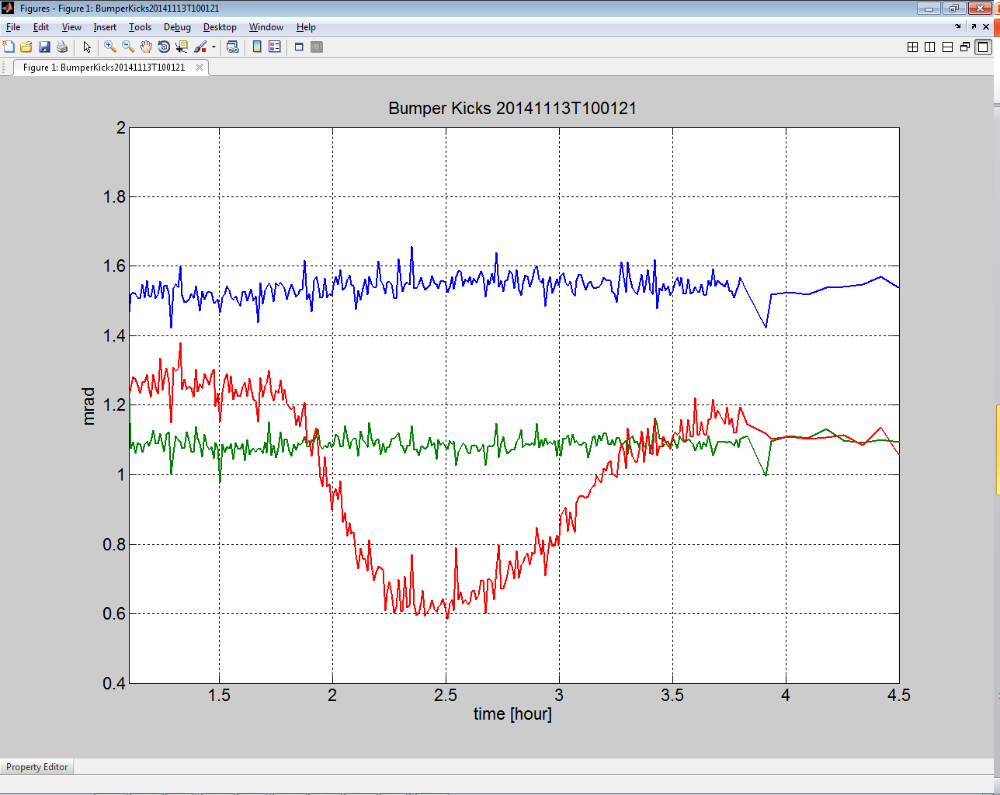 Figures - Figure 1: BumperKicks20141113T100121
File Edit View Insert Tools Debug Desktop Window Help
Figure 1: BumperKicks20141113T100121
Bumper Kicks 20141113T100121
2
1.8
1.6
1.4
1.2
1
0.8
0.6
0.4
mrad
1.5 2 2.5 3 3.5 4 4.5
time [hour]
Property Editor